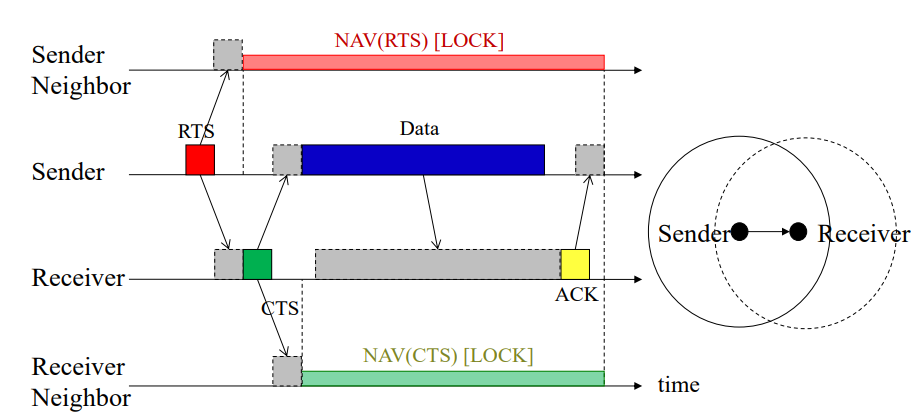 NAV(RTS) [LOCK]
Sender
Neighbor
RTS
Data
Sender
Sender
Receiver
Receiver
CTS
ACK
NAV(CTS) [LOCK]
Receiver
Neighbor
time